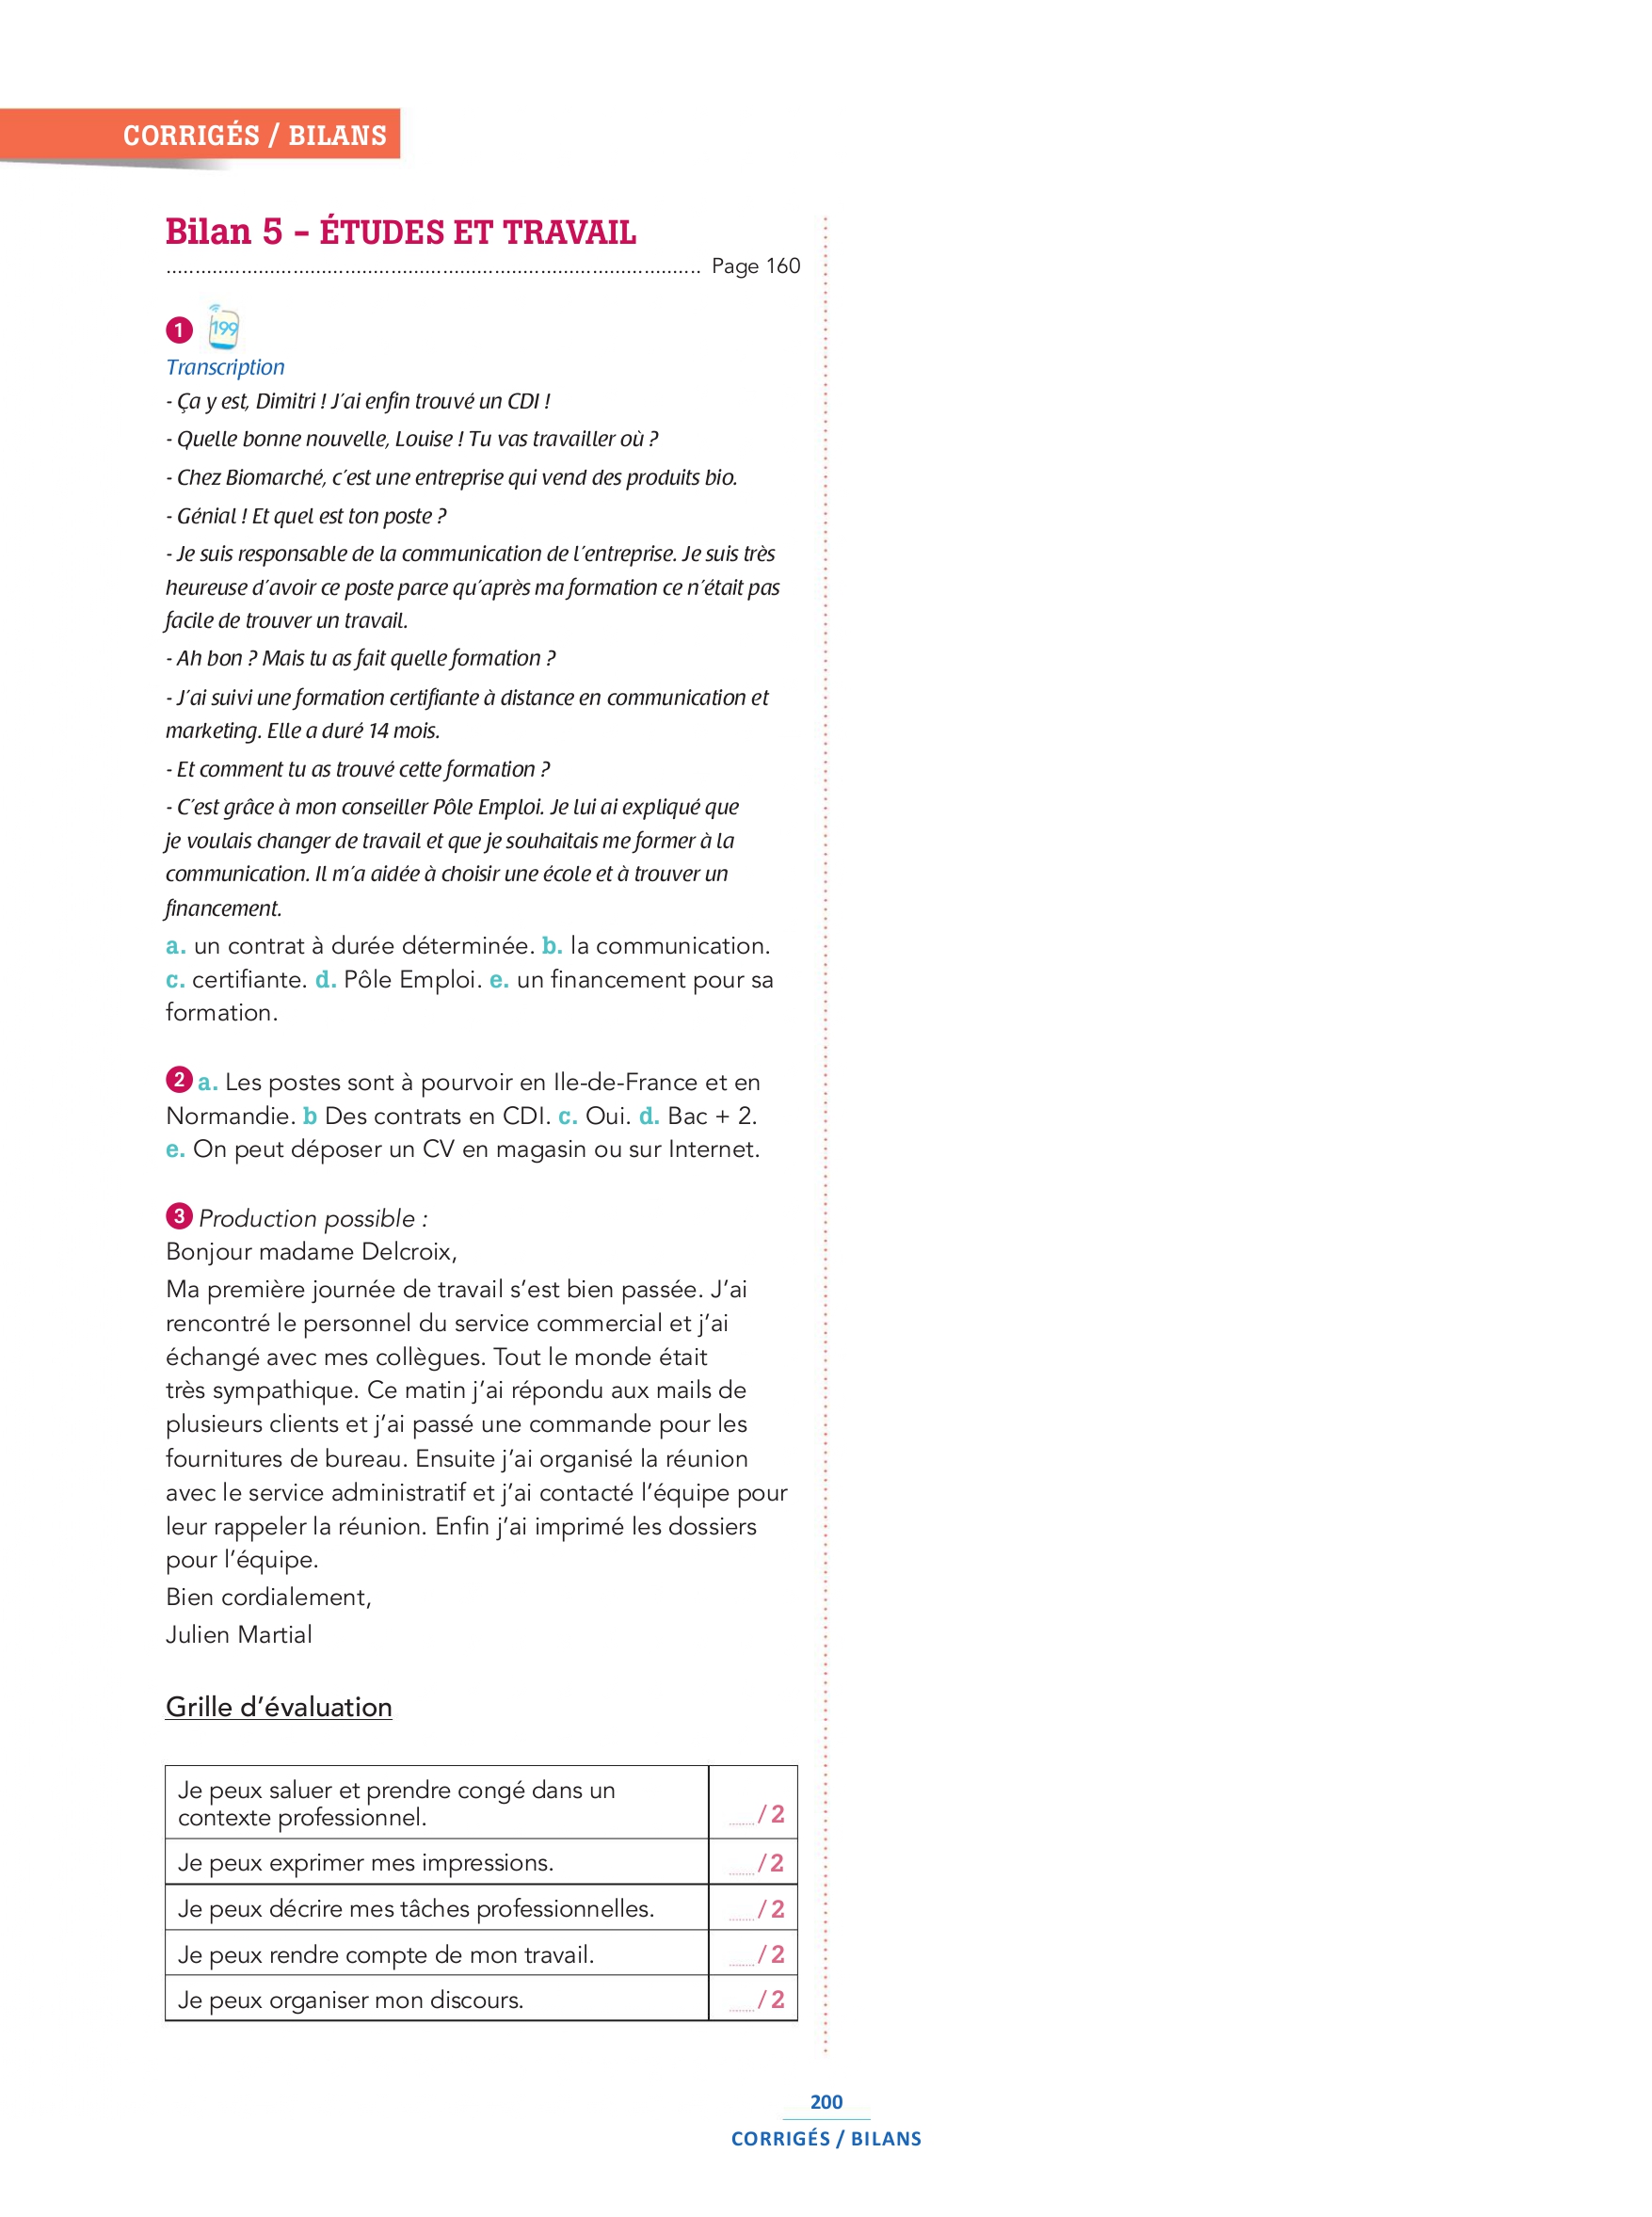 CORRIGÉS / BILANS
Bilan 5 – ÉTUDES ET TRAVAIL
............................................................................................. Page 160
1 199
Transcription
- Ça y est, Dimitri ! J’ai enfin trouvé un CDI !
- Quelle bonne nouvelle, Louise ! Tu vas travailler où ?
- Chez Biomarché, c’est une entreprise qui vend des produits bio.
- Génial ! Et quel est ton poste ?
- Je suis responsable de la communication de l’entreprise. Je suis très
heureuse d’avoir ce poste parce qu’après ma formation ce n’était pas
facile de trouver un travail.
- Ah bon ? Mais tu as fait quelle formation ?
- J’ai suivi une formation certifiante à distance en communication et
marketing. Elle a duré 14 mois.
- Et comment tu as trouvé cette formation ?
- C’est grâce à mon conseiller Pôle Emploi. Je lui ai expliqué que
je voulais changer de travail et que je souhaitais me former à la
communication. Il m’a aidée à choisir une école et à trouver un
financement.
a. un contrat à durée déterminée. b. la communication.
c. certifiante. d. Pôle Emploi. e. un financement pour sa
formation.
2 a. Les postes sont à pourvoir en Ile-de-France et en
Normandie. b Des contrats en CDI. c. Oui. d. Bac + 2.
e. On peut déposer un CV en magasin ou sur Internet.
3 Production possible :
Bonjour madame Delcroix,
Ma première journée de travail s’est bien passée. J’ai
rencontré le personnel du service commercial et j’ai
échangé avec mes collègues. Tout le monde était
très sympathique. Ce matin j’ai répondu aux mails de
plusieurs clients et j’ai passé une commande pour les
fournitures de bureau. Ensuite j’ai organisé la réunion
avec le service administratif et j’ai contacté l’équipe pour
leur rappeler la réunion. Enfin j’ai imprimé les dossiers
pour l’équipe.
Bien cordialement,
Julien Martial
Grille d’évaluation
Je peux saluer et prendre congé dans un
contexte professionnel. ........ / 2
Je peux exprimer mes impressions. ........ / 2
Je peux décrire mes tâches professionnelles. ........ / 2
Je peux rendre compte de mon travail. ........ / 2
Je peux organiser mon discours. ........ / 2
200
CORRIGÉS / BILANS